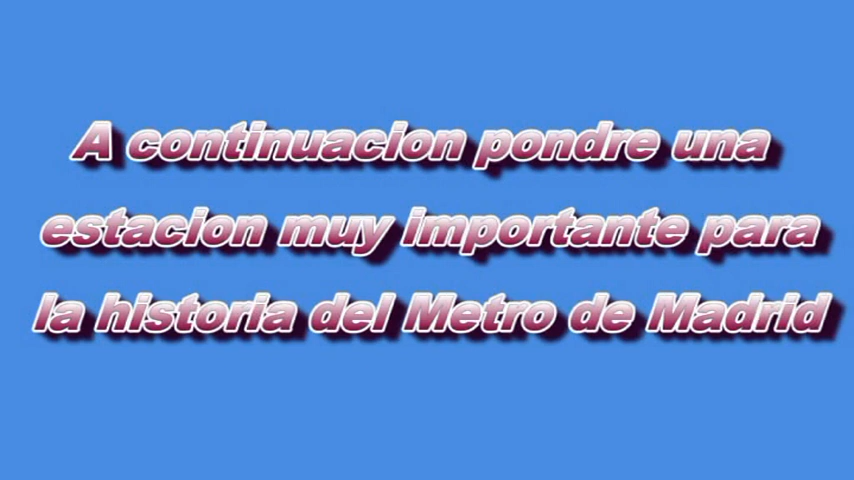 A continuacion pondre una
estacion muy importante para
la historia del Metro de Madrid